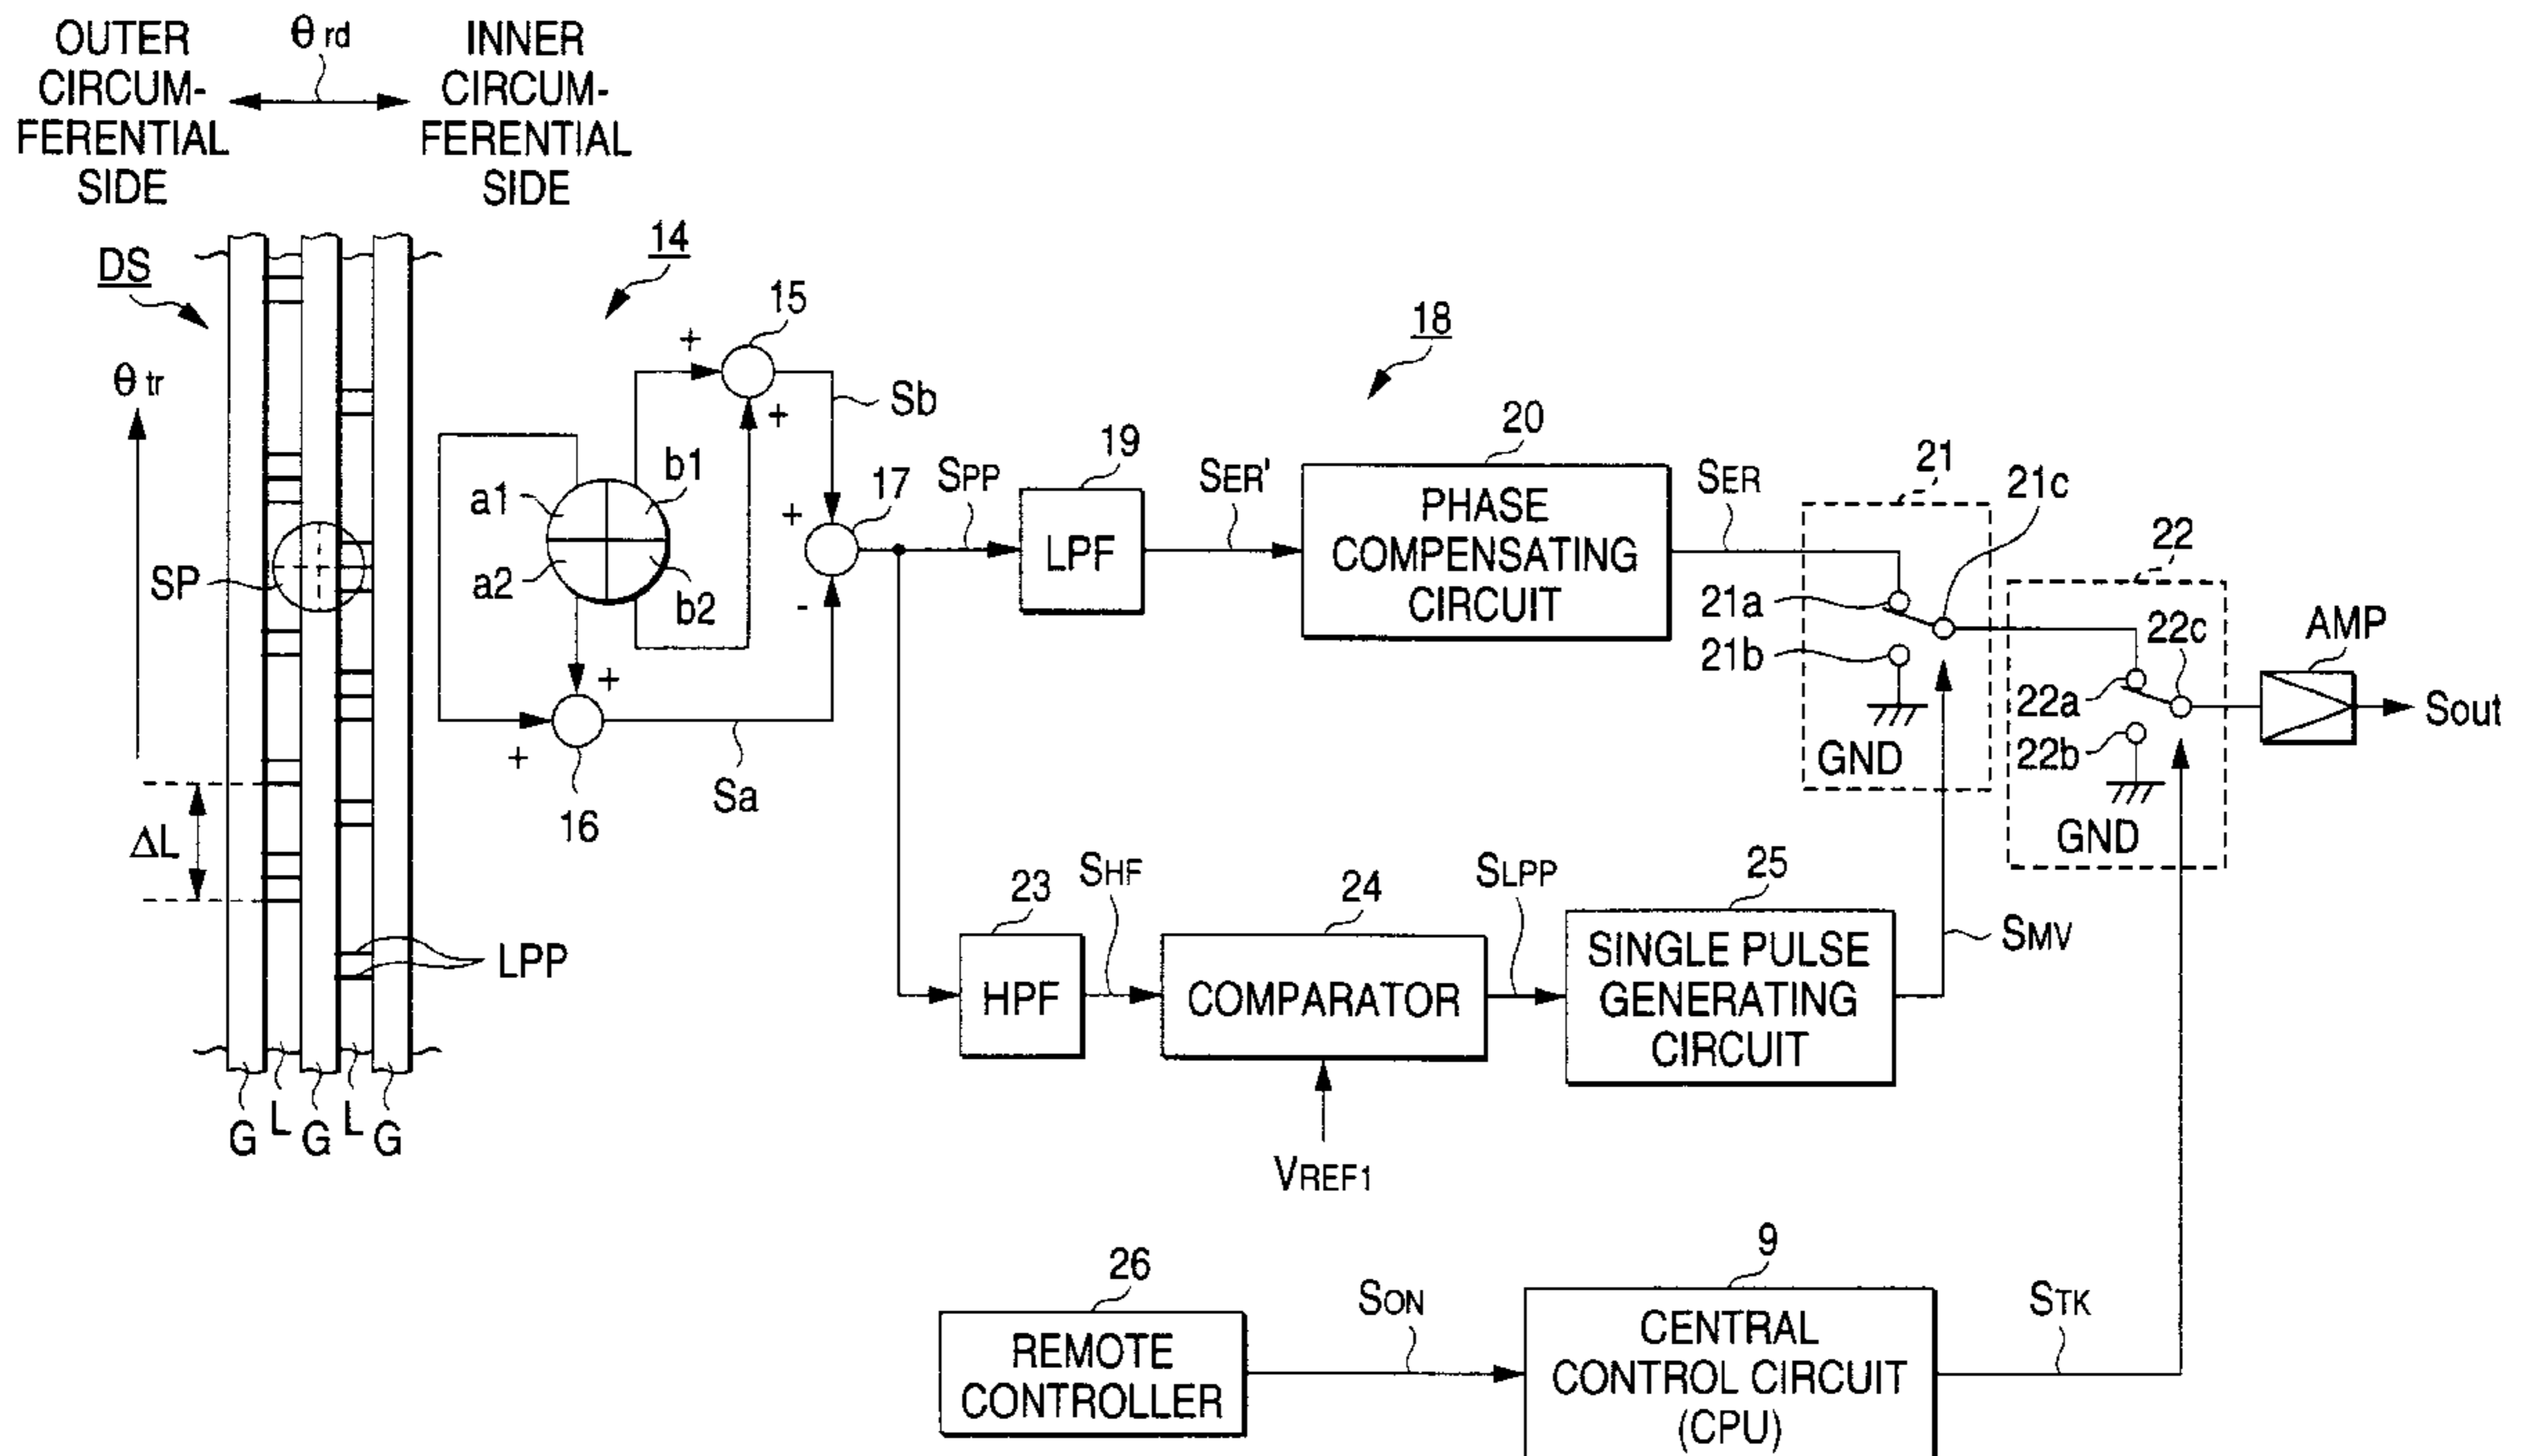 OUTER
CIRCUM-
FERENTIAL
SIDE
θ rd
INNER
CIRCUM-
FERENTIAL
SIDE
DS
θ tr
SP
ΔL
LPP
G
L
G
L
G
14
15
+
+
Sb
a1
b1
a2
b2
17
+
-
+
+
16
Sa
18
SPP
19
LPF
SER'
20
PHASE
COMPENSATING
CIRCUIT
SER
21
21c
21a
21b
GND
22
22c
22a
22b
GND
AMP
Sout
23
HPF
SHF
24
COMPARATOR
VREF1
SLPP
25
SINGLE PULSE
GENERATING
CIRCUIT
SMV
26
REMOTE
CONTROLLER
SON
9
CENTRAL
CONTROL CIRCUIT
(CPU)
STK